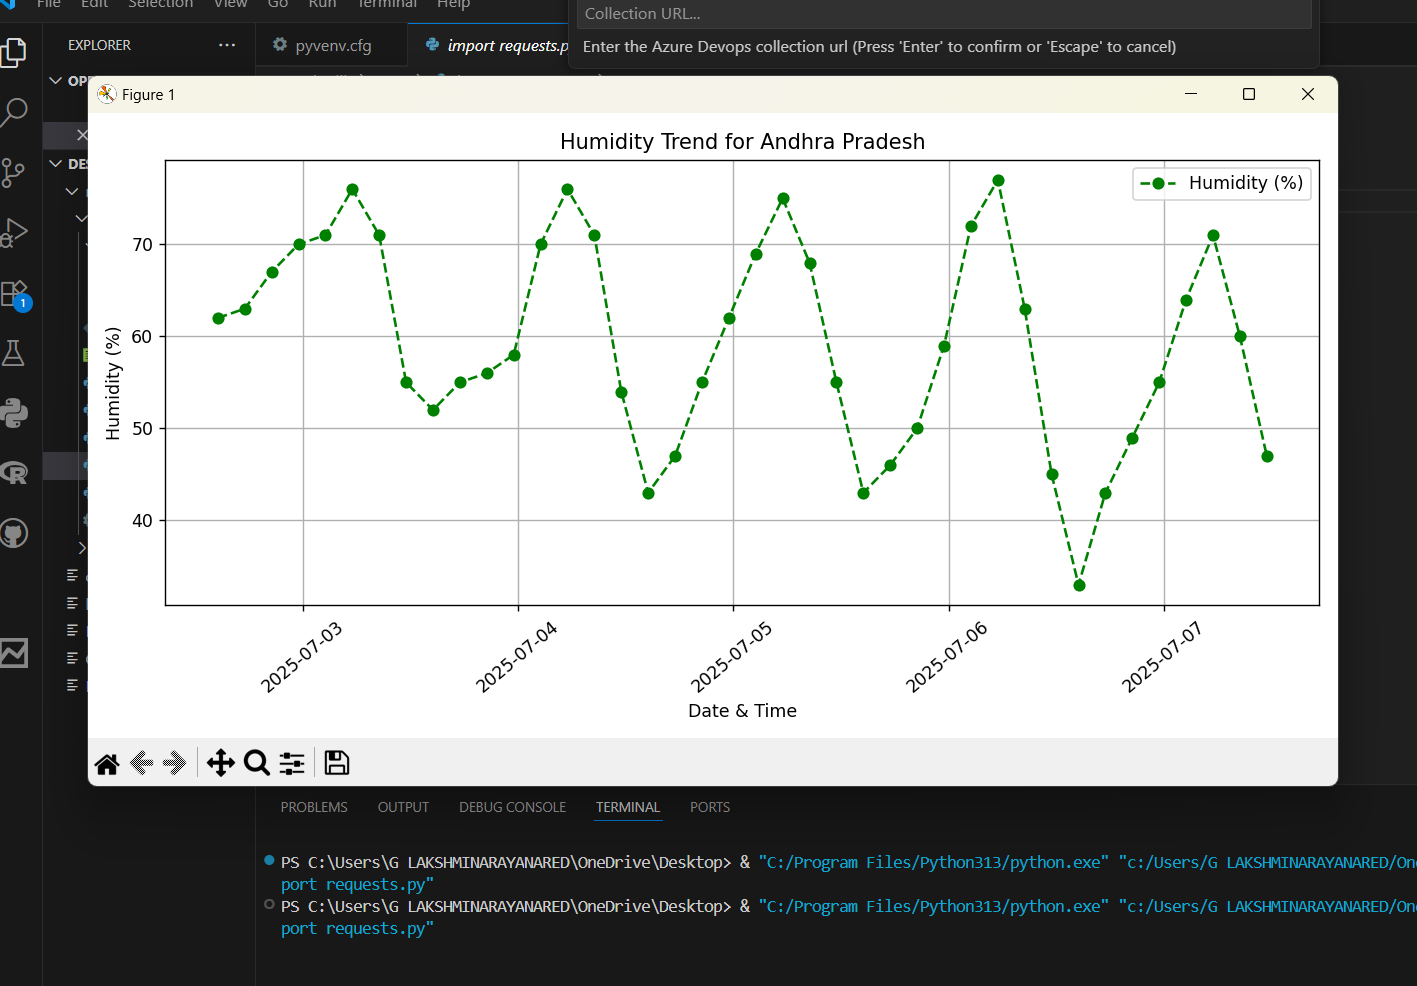 File Edit Selection View Go Run Terminal Help
Collection URL...
Enter the Azure Devops collection url (Press 'Enter' to confirm or 'Escape' to cancel)
EXPLORER ...
pyvenv.cfg
import requests.p
OP
DES
1
Figure 1
Humidity Trend for Andhra Pradesh
Humidity (%)
70
60
50
40
Humidity (%)
2025-07-03
2025-07-04
2025-07-05
2025-07-06
2025-07-07
Date & Time
PROBLEMS OUTPUT DEBUG CONSOLE TERMINAL PORTS
PS C:\Users\G LAKSHMINARAYANARED\OneDrive\Desktop> & "C:/Program Files/Python313/python.exe" "c:/Users/G LAKSHMINARAYANARED/On
port requests.py"
PS C:\Users\G LAKSHMINARAYANARED\OneDrive\Desktop> & "C:/Program Files/Python313/python.exe" "c:/Users/G LAKSHMINARAYANARED/On
port requests.py"